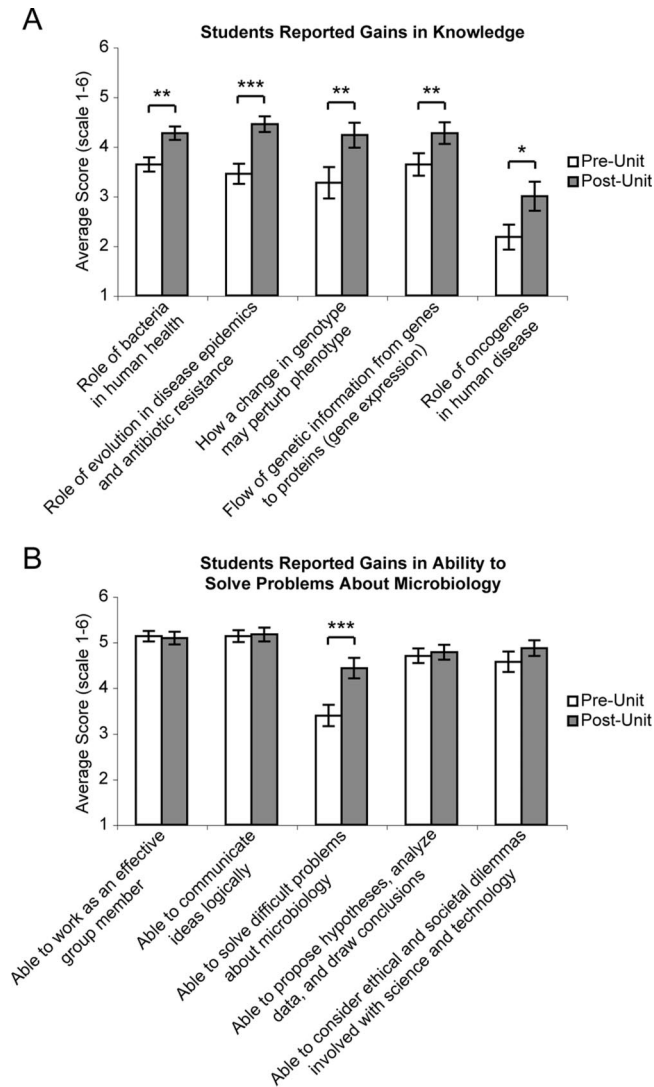 A
Students Reported Gains in Knowledge
Average Score (scale 1-6)
6
5
4
3
2
1
**
***
**
**
*
Pre-Unit
Post-Unit
Role of bacteria
in human health
Role of evolution in disease epidemics
and antibiotic resistance
How a change in genotype
may perturb phenotype
Flow of genetic information from genes
to proteins (gene expression)
Role of oncogenes
in human disease
B
Students Reported Gains in Ability to
Solve Problems About Microbiology
Average Score (scale 1-6)
6
5
4
3
2
1
***
Pre-Unit
Post-Unit
Able to work as an effective
group member
Able to communicate
ideas logically
Able to solve difficult problems
about microbiology
Able to propose hypotheses, analyze
data, and draw conclusions
Able to consider ethical and societal dilemmas
involved with science and technology